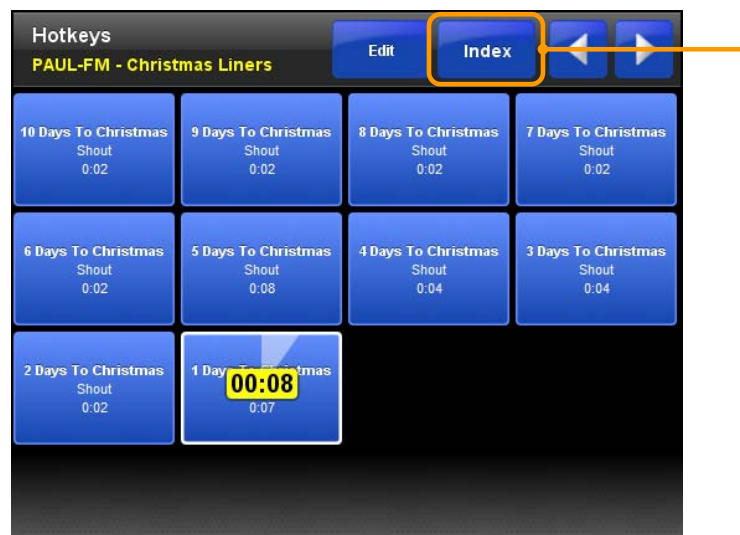 Hotkeys
Edit
Index
PAUL-FM - Christmas Liners
10 Days To Christmas
Shout
0:02
9 Days To Christmas
Shout
0:02
8 Days To Christmas
Shout
0:02
7 Days To Christmas
Shout
0:02
6 Days To Christmas
Shout
0:02
5 Days To Christmas
Shout
0:08
4 Days To Christmas
Shout
0:04
3 Days To Christmas
Shout
0:04
2 Days To Christmas
Shout
0:02
1 Day tmas
00:08
0:07